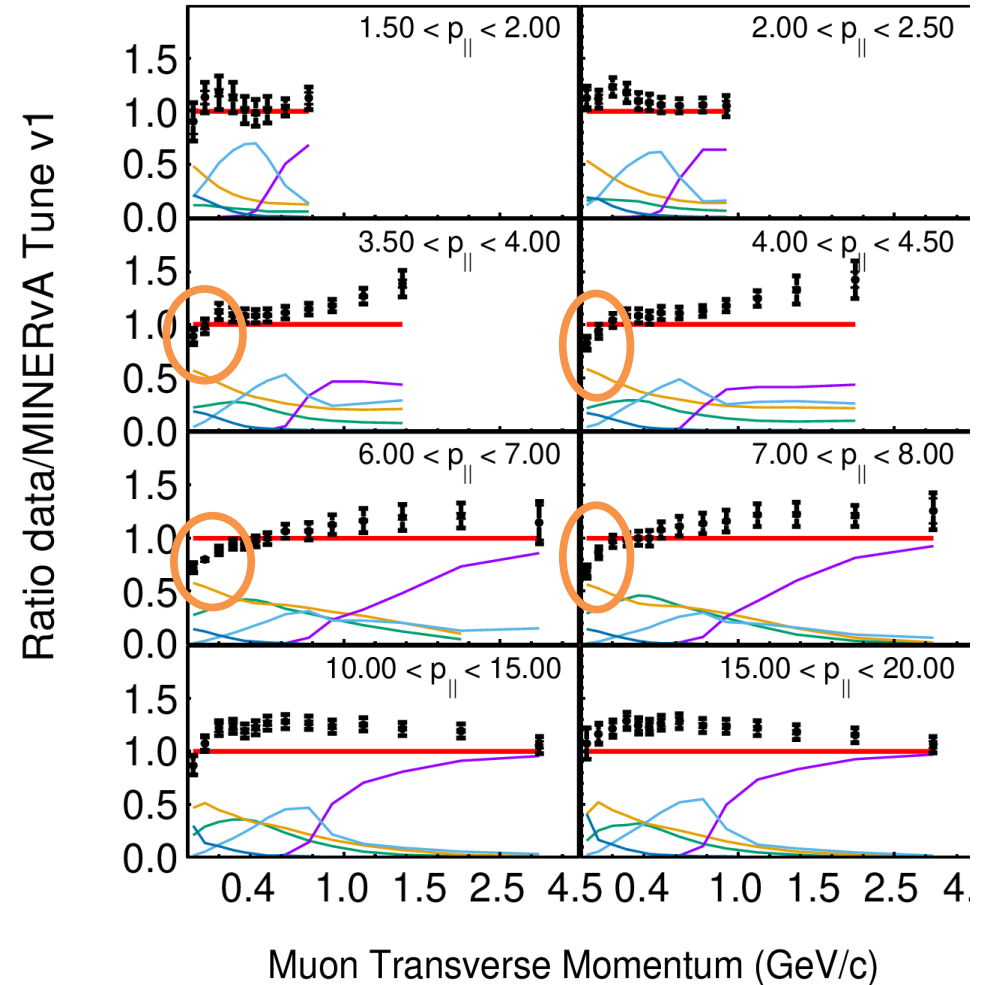 Ratio data/MINERvA Tune v1
1.50 < p|| < 2.00
2.00 < p|| < 2.50
1.5
1.0
0.5
0.0
3.50 < p|| < 4.00
4.00 < p|| < 4.50
1.5
1.0
0.5
0.0
6.00 < p|| < 7.00
7.00 < p|| < 8.00
1.5
1.0
0.5
0.0
10.00 < p|| < 15.00
15.00 < p|| < 20.00
1.5
1.0
0.5
0.0
0.4 1.0 1.5 2.5 4.5 0.4 1.0 1.5 2.5 4.
Muon Transverse Momentum (GeV/c)